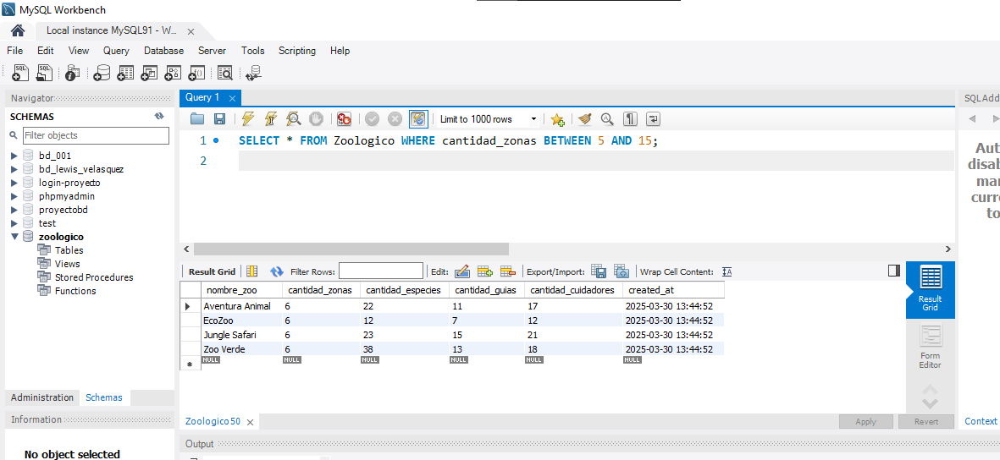 MySQL Workbench
Local instance MySQL91 - W...
File Edit View Query Database Server Tools Scripting Help
Navigator
SCHEMAS
Filter objects
bd_001
bd_lewis_velasquez
login-proyecto
phpmyadmin
proyectobd
test
zoologico
Tables
Views
Stored Procedures
Functions
Administration Schemas
Information
No object selected
Query 1
Limit to 1000 rows
1 SELECT * FROM Zoologico WHERE cantidad_zonas BETWEEN 5 AND 15;
2
Result Grid Filter Rows: Edit: Export/Import: Wrap Cell Content:
nombre_zoo cantidad_zonas cantidad_especies cantidad_guias cantidad_cuidadores created_at
Aventura Animal 6 22 11 17 2025-03-30 13:44:52
EcoZoo 6 12 7 12 2025-03-30 13:44:52
Jungle Safari 6 23 15 21 2025-03-30 13:44:52
Zoo Verde 6 38 13 18 2025-03-30 13:44:52
NULL NULL NULL NULL NULL NULL
Result
Grid
Form
Editor
Zoologico50 Apply Revert
Output
SQLAdd
Aut
disab
mar
curre
to
Context